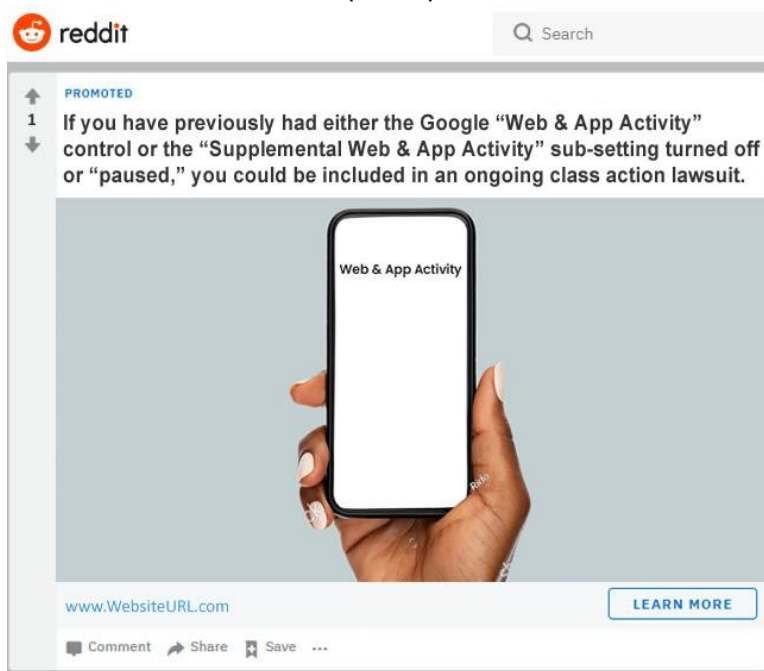 reddit
Search
PROMOTED
1
If you have previously had either the Google “Web & App Activity”
control or the “Supplemental Web & App Activity” sub-setting turned off
or “paused,” you could be included in an ongoing class action lawsuit.
Web & App Activity
Rido
www.WebsiteURL.com
LEARN MORE
Comment Share Save ...